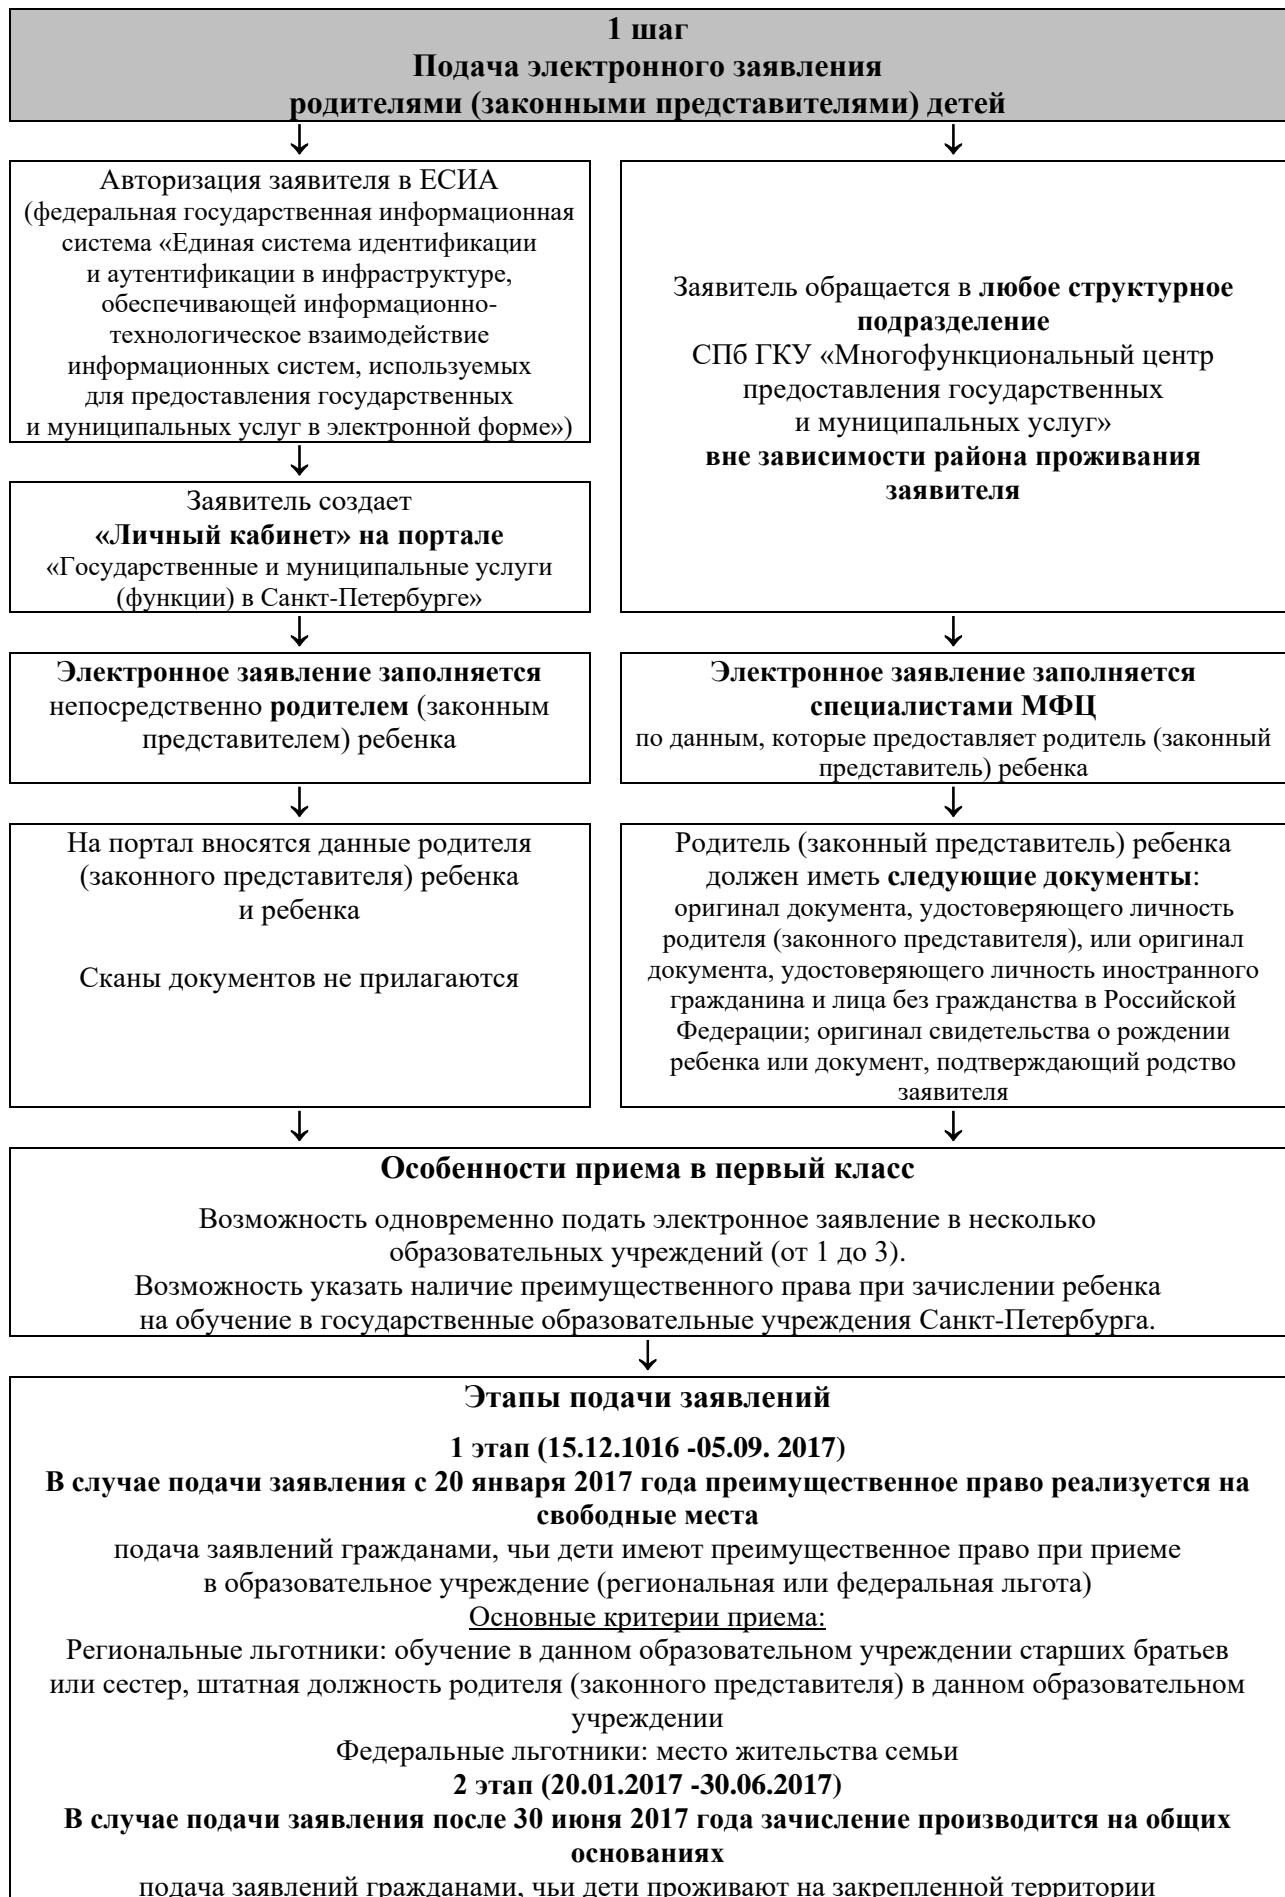 1 шаг
Подача электронного заявления
родителями (законными представителями) детей
↓
↓
Авторизация заявителя в ЕСИА
(федеральная государственная информационная
система «Единая система идентификации
и аутентификации в инфраструктуре,
обеспечивающей информационно-
технологическое взаимодействие
информационных систем, используемых
для предоставления государственных
и муниципальных услуг в электронной форме»)
↓
Заявитель создает
«Личный кабинет» на портале
«Государственные и муниципальные услуги
(функции) в Санкт-Петербурге»
↓
Электронное заявление заполняется
непосредственно родителем (законным
представителем) ребенка
↓
На портал вносятся данные родителя
(законного представителя) ребенка
и ребенка
Сканы документов не прилагаются
↓
Заявитель обращается в любое структурное
подразделение
СПб ГКУ «Многофункциональный центр
предоставления государственных
и муниципальных услуг»
вне зависимости района проживания
заявителя
↓
Электронное заявление заполняется
специалистами МФЦ
по данным, которые предоставляет родитель (законный
представитель) ребенка
↓
Родитель (законный представитель) ребенка
должен иметь следующие документы:
оригинал документа, удостоверяющего личность
родителя (законного представителя), или оригинал
документа, удостоверяющего личность иностранного
гражданина и лица без гражданства в Российской
Федерации; оригинал свидетельства о рождении
ребенка или документ, подтверждающий родство
заявителя
↓
Особенности приема в первый класс
Возможность одновременно подать электронное заявление в несколько
образовательных учреждений (от 1 до 3).
Возможность указать наличие преимущественного права при зачислении ребенка
на обучение в государственные образовательные учреждения Санкт-Петербурга.
↓
Этапы подачи заявлений
1 этап (15.12.1016 -05.09. 2017)
В случае подачи заявления с 20 января 2017 года преимущественное право реализуется на
свободные места
подача заявлений гражданами, чьи дети имеют преимущественное право при приеме
в образовательное учреждение (региональная или федеральная льгота)
Основные критерии приема:
Региональные льготники: обучение в данном образовательном учреждении старших братьев
или сестер, штатная должность родителя (законного представителя) в данном образовательном
учреждении
Федеральные льготники: место жительства семьи
2 этап (20.01.2017 -30.06.2017)
В случае подачи заявления после 30 июня 2017 года зачисление производится на общих
основаниях
подача заявлений гражданами, чьи дети проживают на закрепленной территории